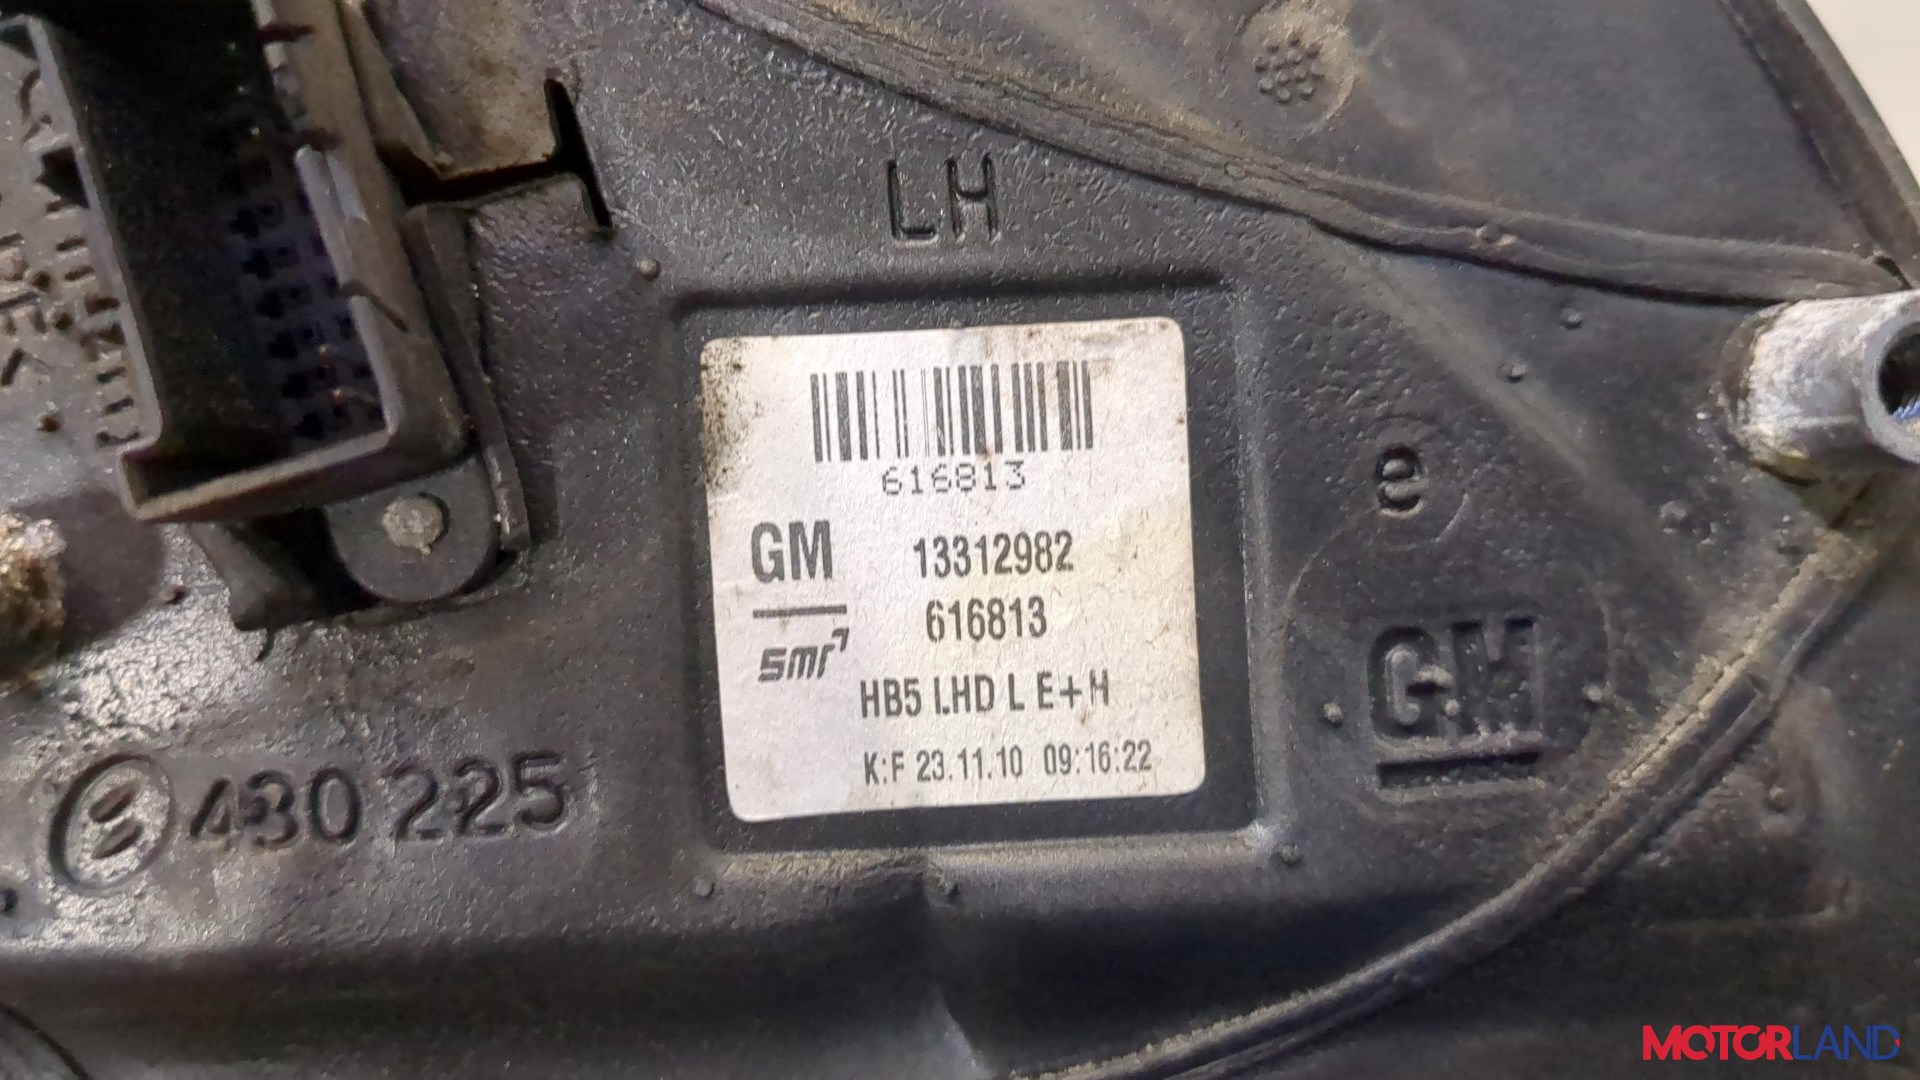 LH
616813
GM 13312982
616813
smr
HB5 LHD L E+H
K:F 23.11.10 09:16:22
e
GM
430 225
MOTORLAND